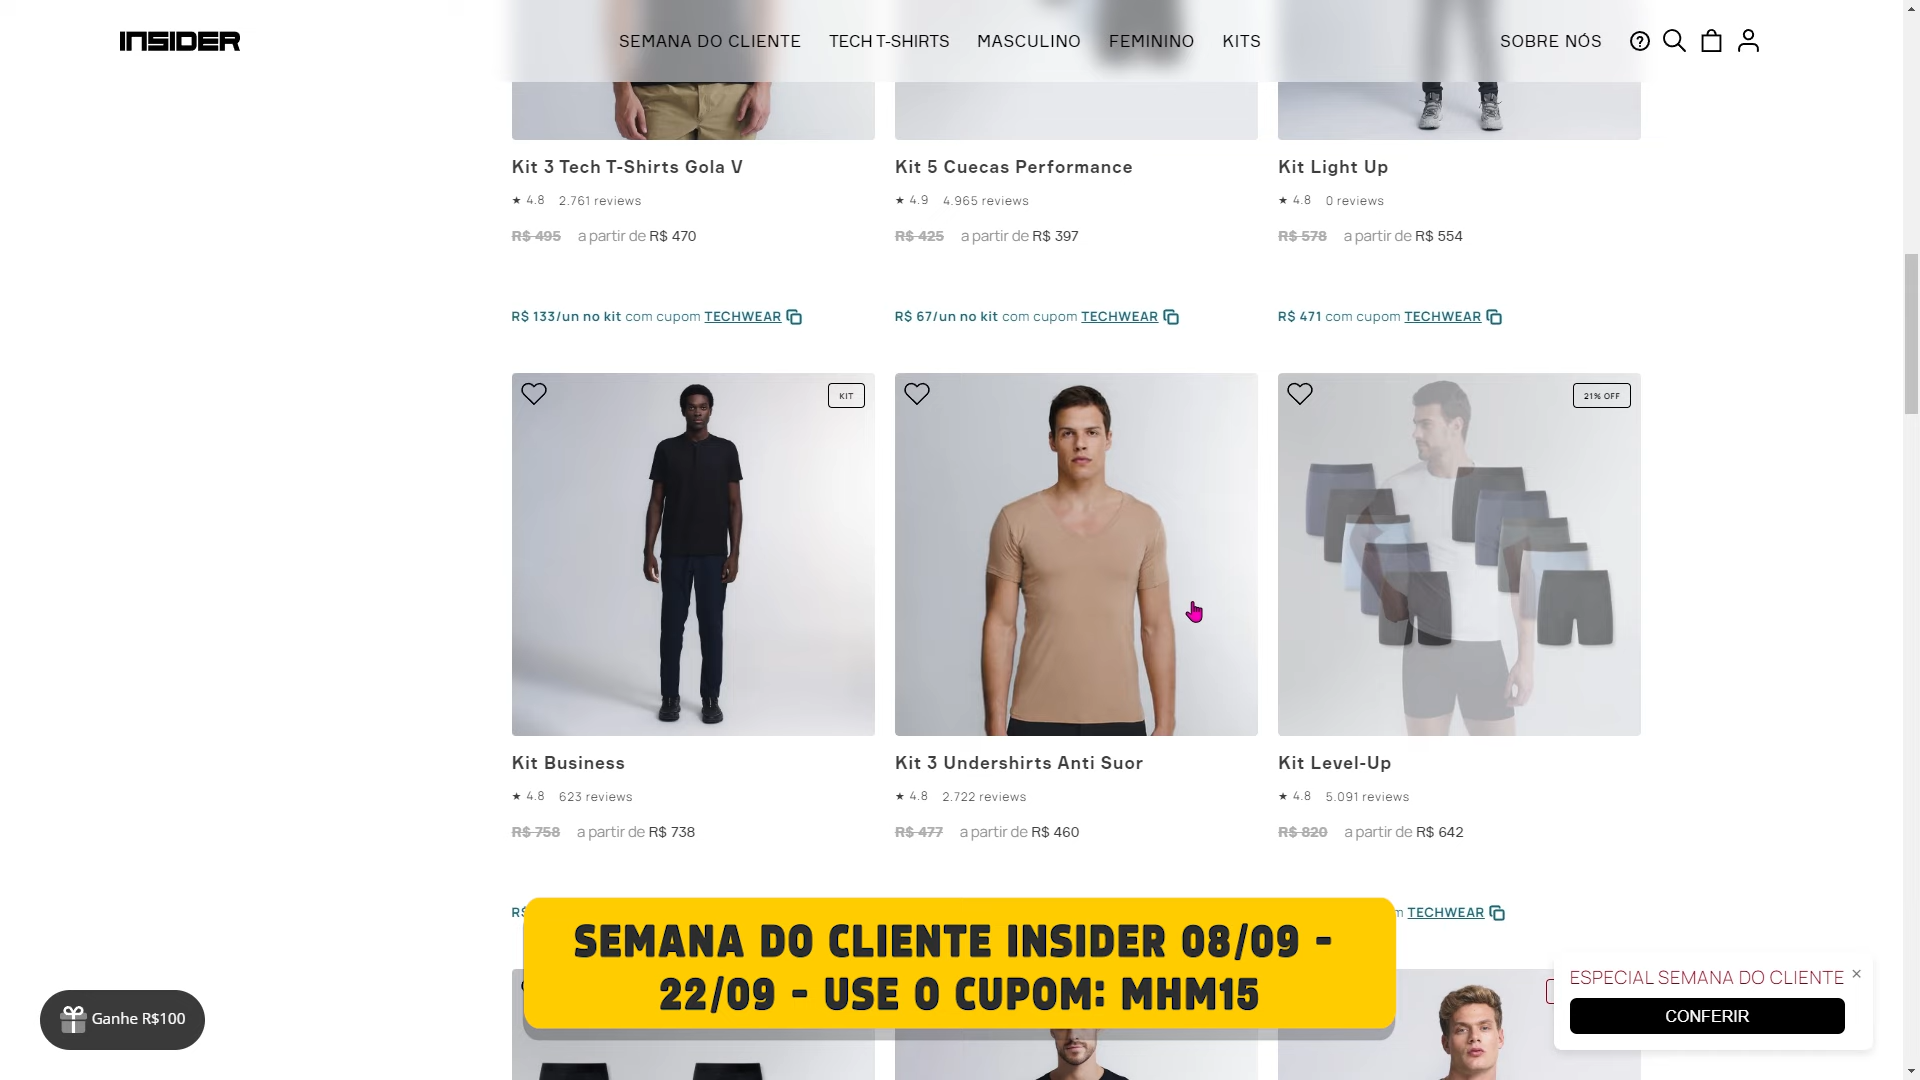 INSIDER
SEMANA DO CLIENTE TECH T-SHIRTS MASCULINO FEMININO KITS
SOBRE NÓS
Kit 3 Tech T-Shirts Gola V
★ 4.8 2.761 reviews
R$ 495 a partir de R$ 470
R$ 133/un no kit com cupom TECHWEAR
Kit 5 Cuecas Performance
★ 4.9 4.965 reviews
R$ 425 a partir de R$ 397
R$ 67/un no kit com cupom TECHWEAR
Kit Light Up
★ 4.8 0 reviews
R$ 578 a partir de R$ 554
R$ 471 com cupom TECHWEAR
KIT
Kit Business
★ 4.8 623 reviews
R$ 758 a partir de R$ 738
Kit 3 Undershirts Anti Suor
★ 4.8 2.722 reviews
R$ 477 a partir de R$ 460
21% OFF
Kit Level-Up
★ 4.8 5.091 reviews
R$ 820 a partir de R$ 642
TECHWEAR
SEMANA DO CLIENTE INSIDER 08/09 -
22/09 - USE O CUPOM: MHM15
Ganhe R$100
ESPECIAL SEMANA DO CLIENTE ×
CONFERIR